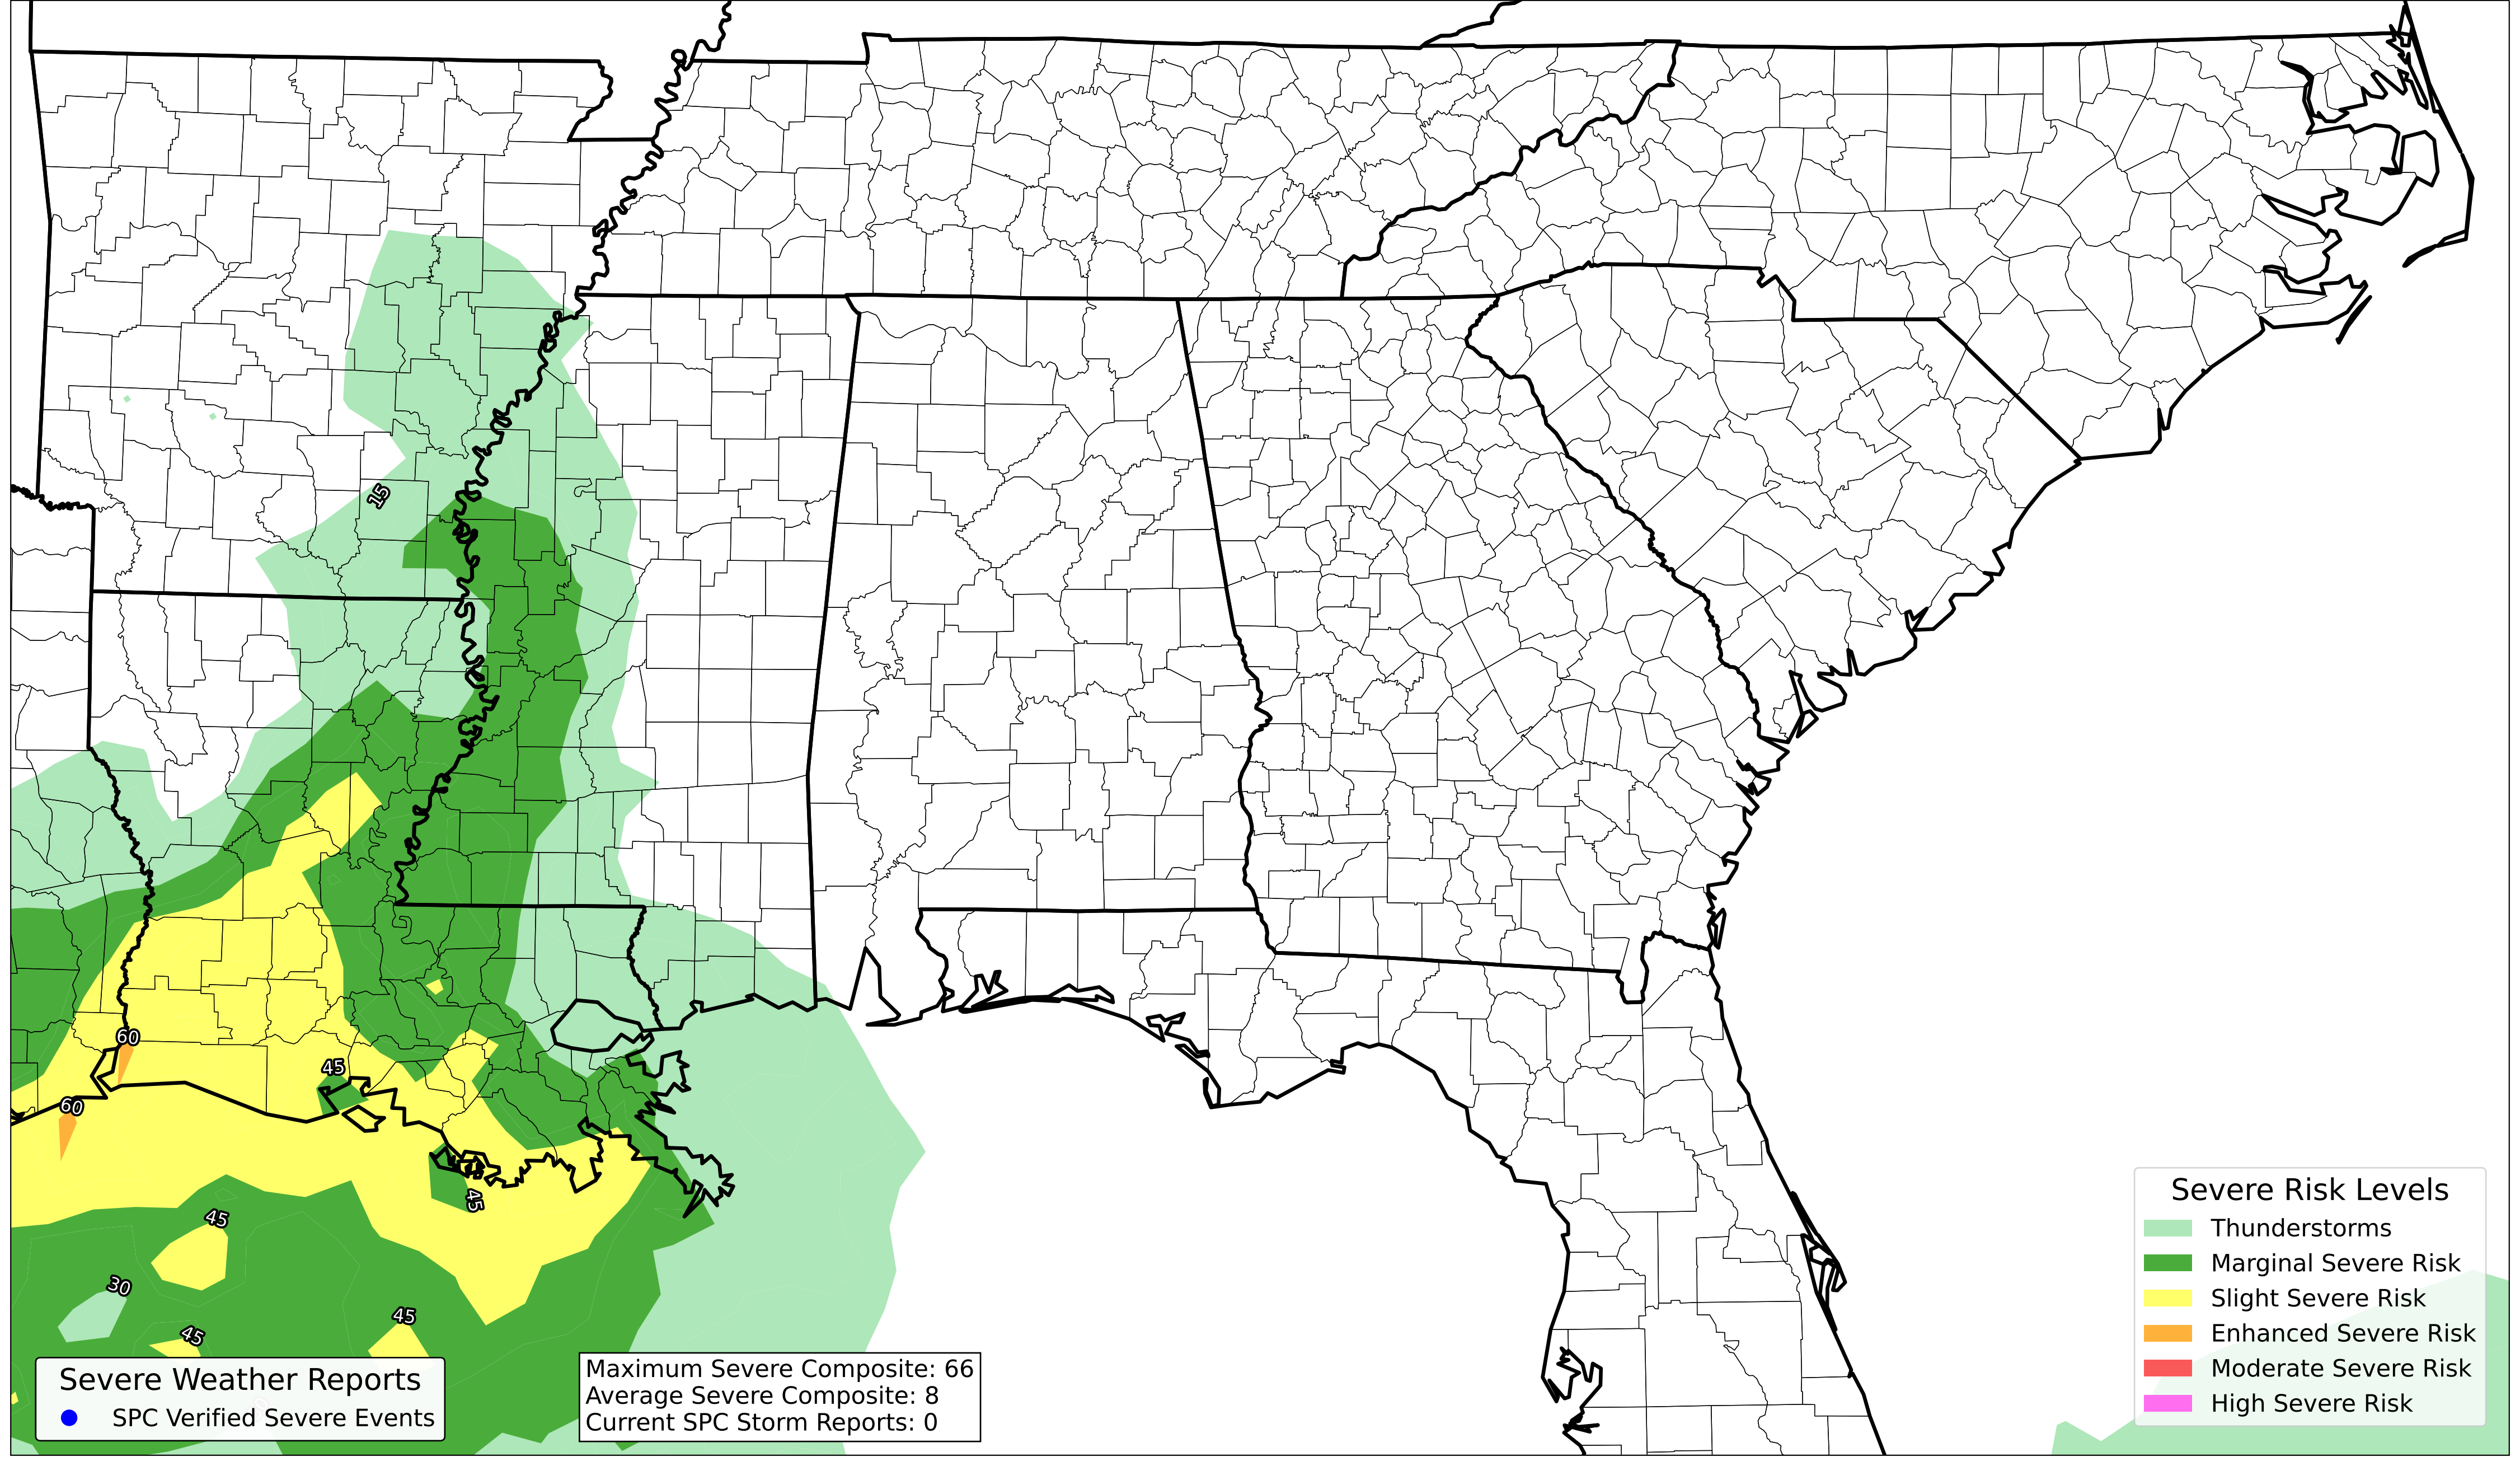 15
60
45
60
45
45
30
45
45
Severe Risk Levels
Thunderstorms
Marginal Severe Risk
Slight Severe Risk
Enhanced Severe Risk
Moderate Severe Risk
High Severe Risk
Severe Weather Reports
SPC Verified Severe Events
Maximum Severe Composite: 66
Average Severe Composite: 8
Current SPC Storm Reports: 0